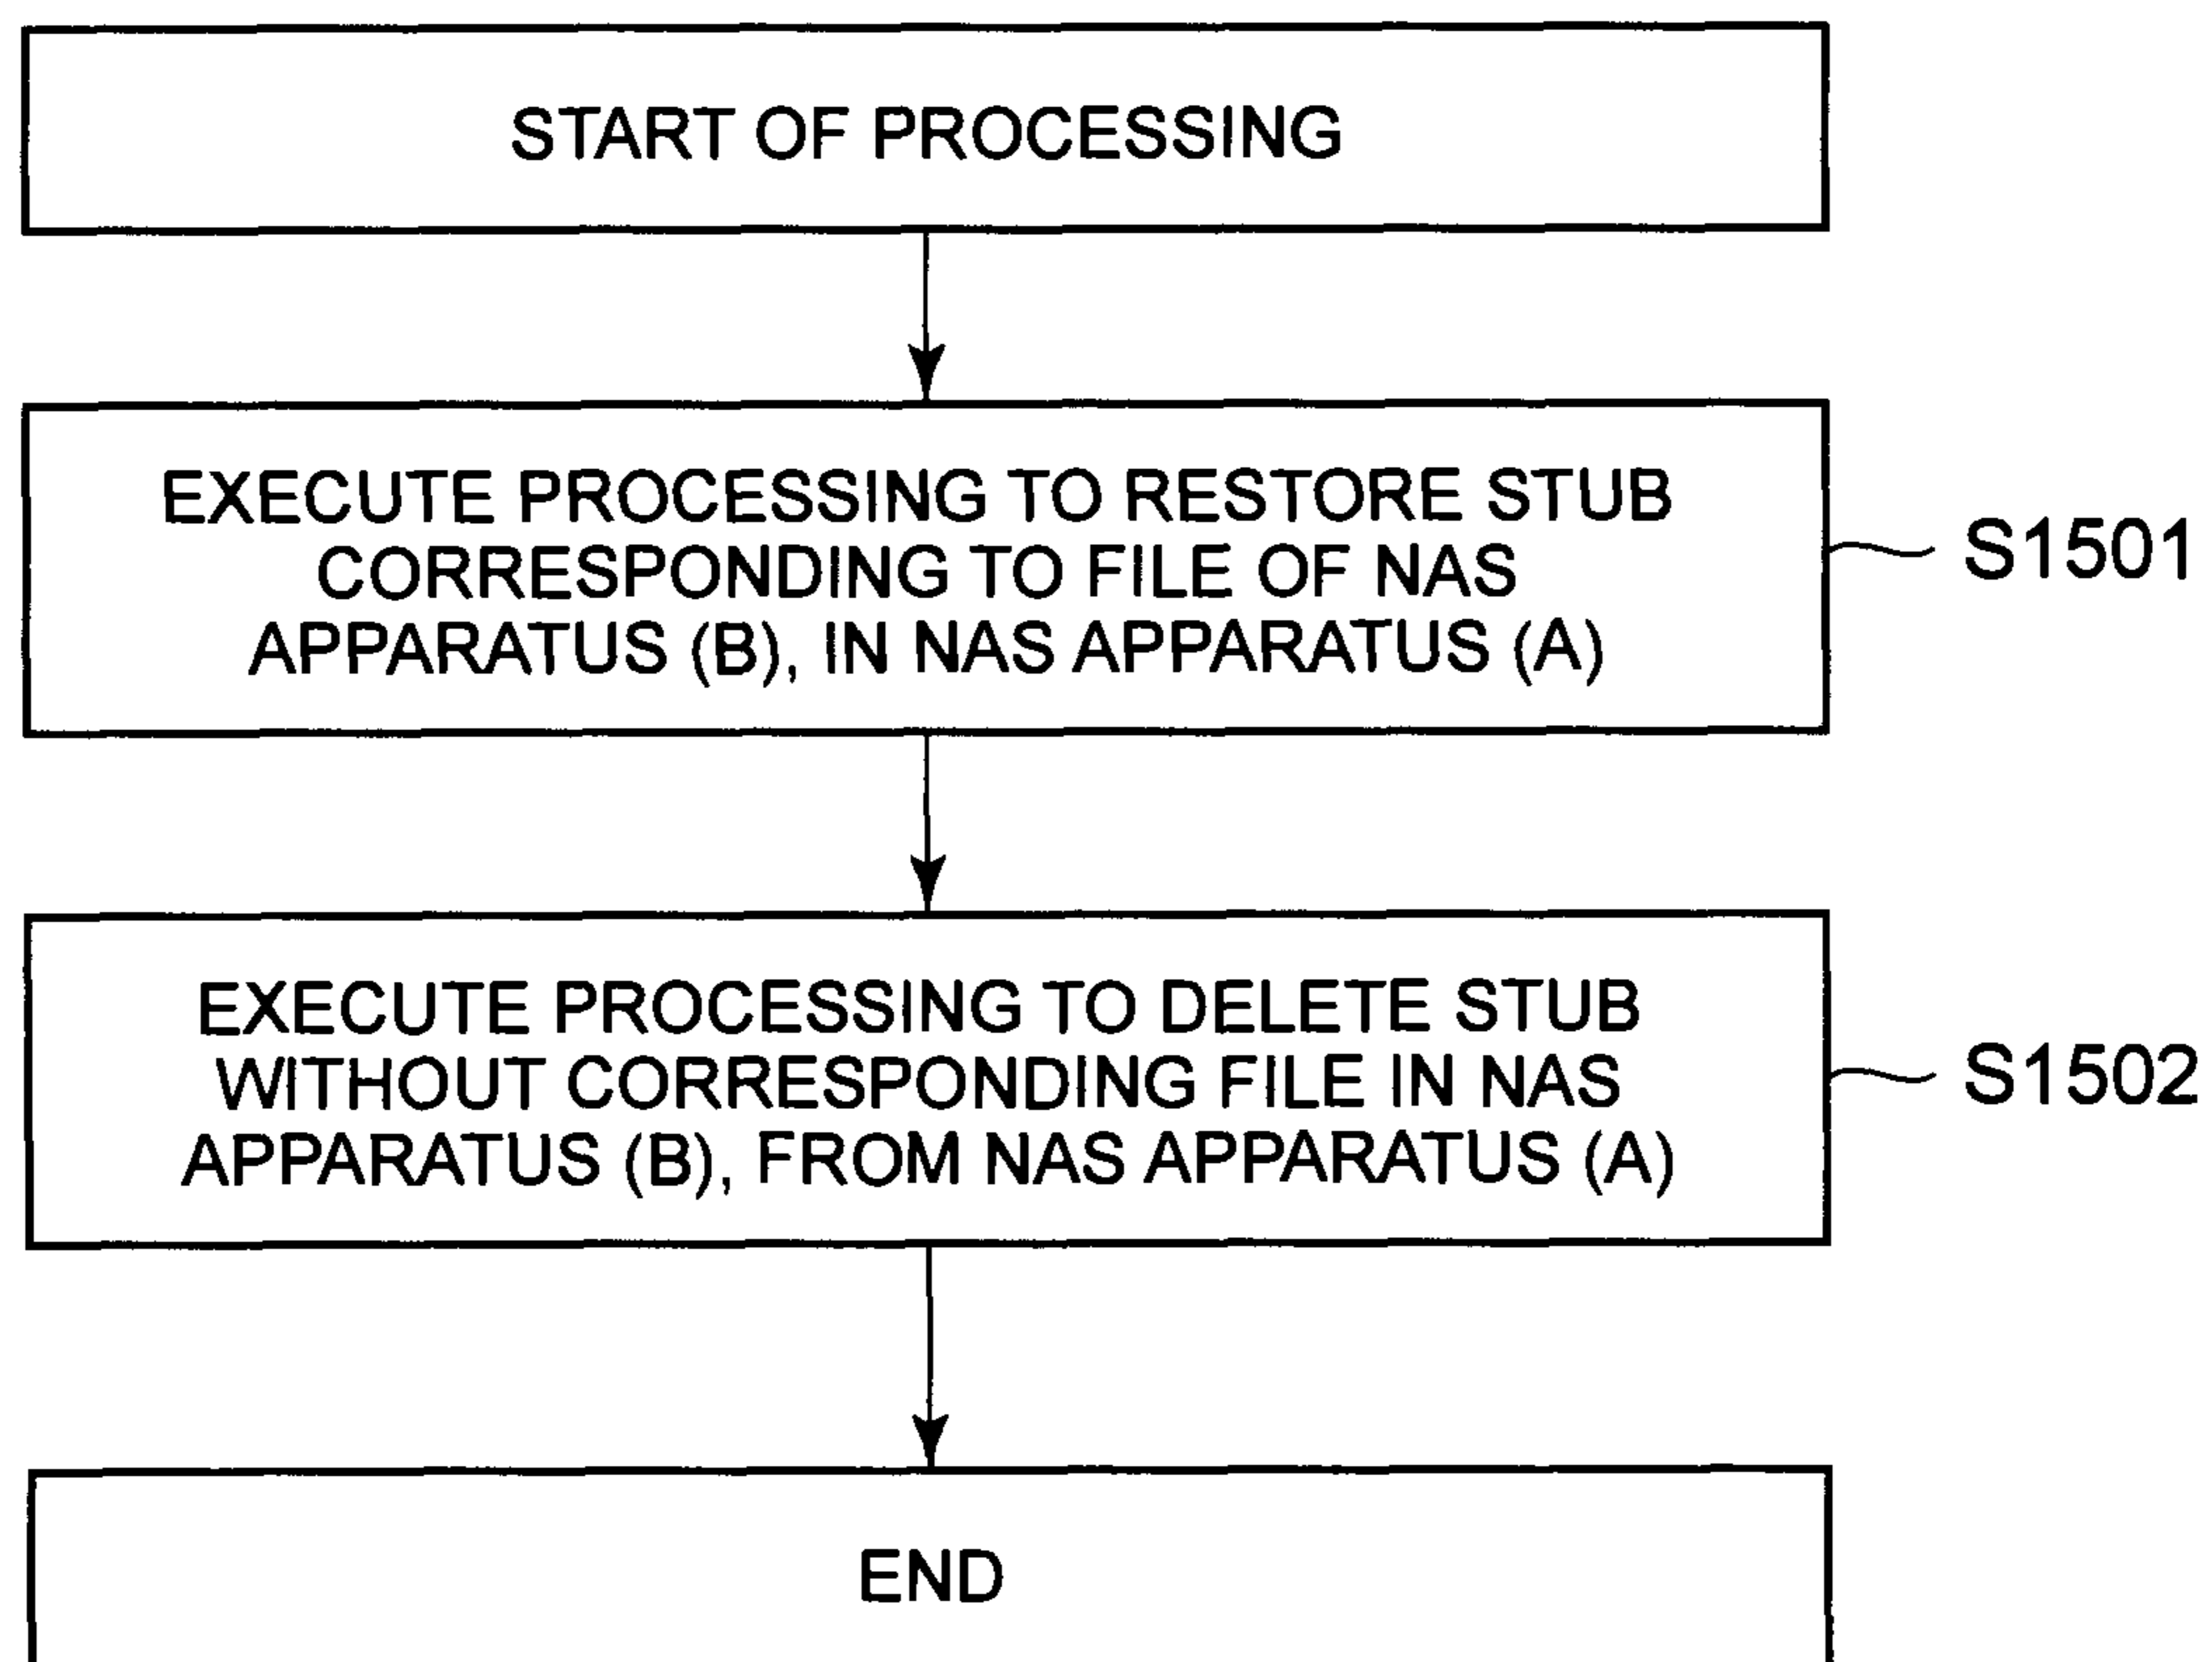 START OF PROCESSING
EXECUTE PROCESSING TO RESTORE STUB
CORRESPONDING TO FILE OF NAS
APPARATUS (B), IN NAS APPARATUS (A)
S1501
EXECUTE PROCESSING TO DELETE STUB
WITHOUT CORRESPONDING FILE IN NAS
APPARATUS (B), FROM NAS APPARATUS (A)
S1502
END